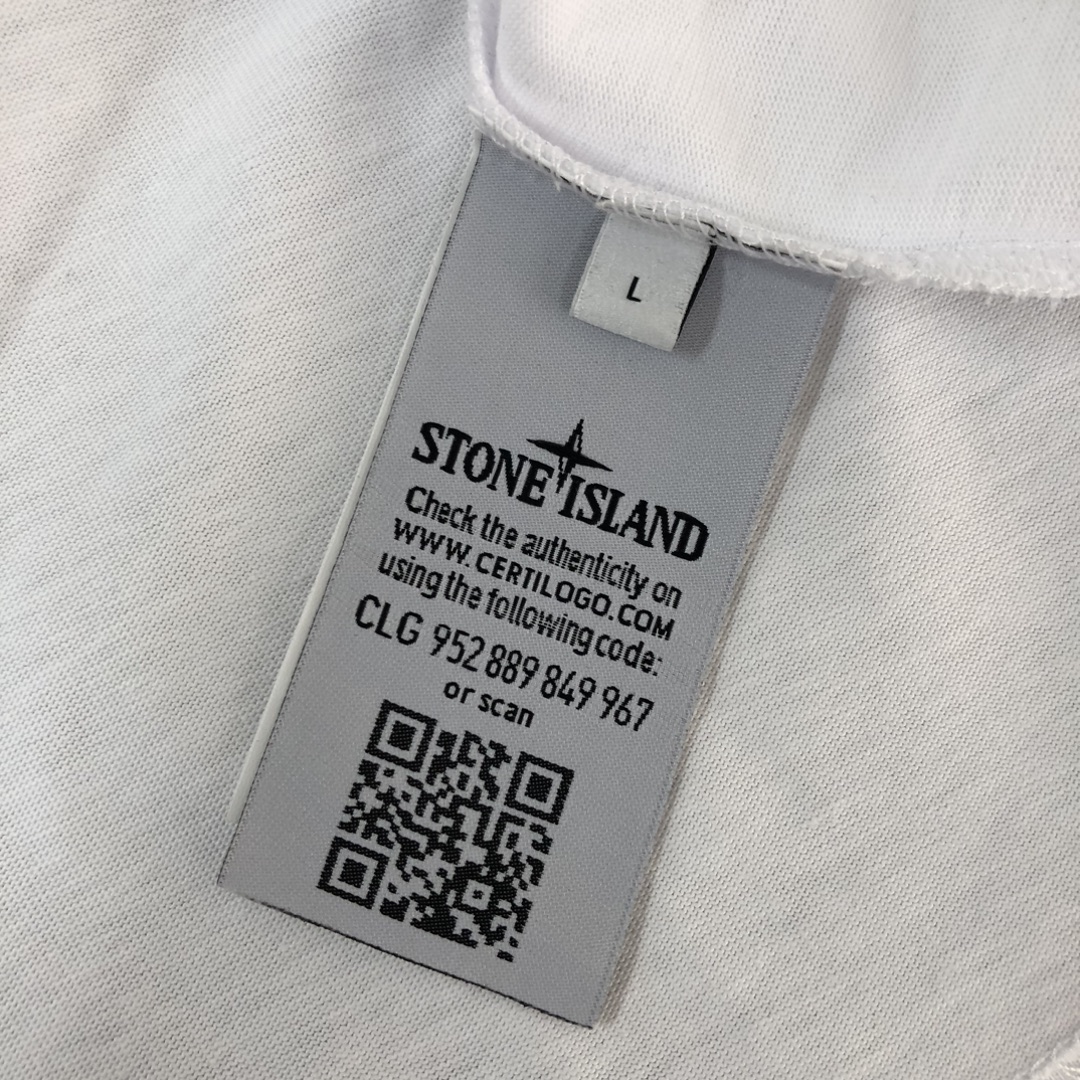 L
STONE ISLAND
Check the authenticity on
WWW.CERTILOGO.COM
using the following code:
CLG 952 889 849 967
or scan